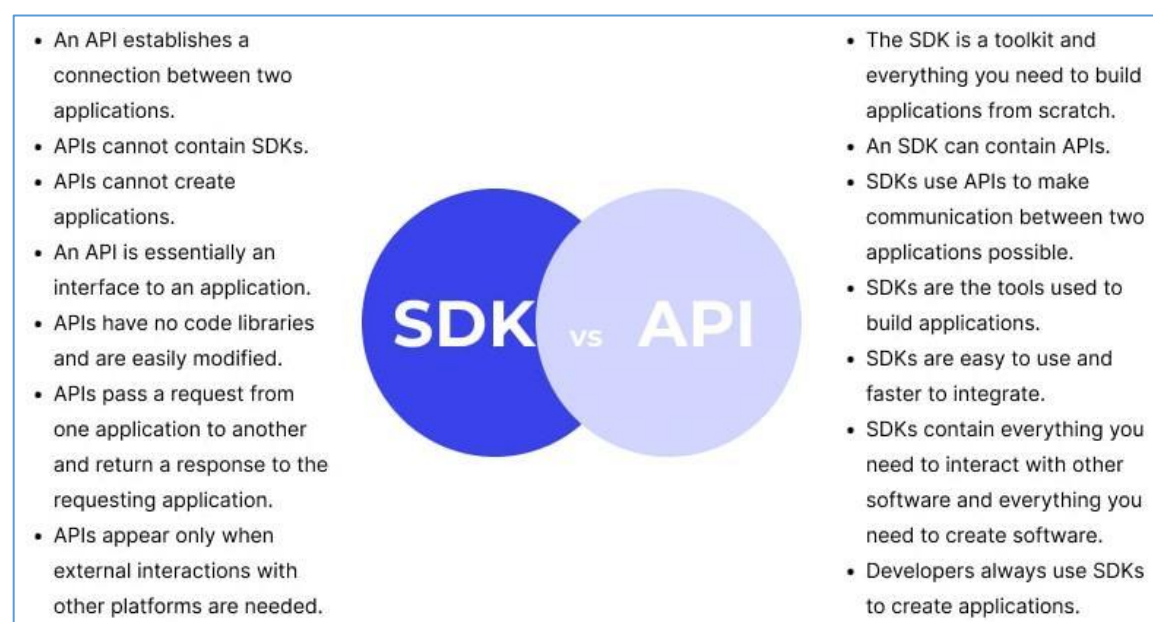 • An API establishes a
connection between two
applications.
• APIs cannot contain SDKs.
• APIs cannot create
applications.
• An API is essentially an
interface to an application.
• APIs have no code libraries
and are easily modified.
• APIs pass a request from
one application to another
and return a response to the
requesting application.
• APIs appear only when
external interactions with
other platforms are needed.
SDK vs API
• The SDK is a toolkit and
everything you need to build
applications from scratch.
• An SDK can contain APIs.
• SDKs use APIs to make
communication between two
applications possible.
• SDKs are the tools used to
build applications.
• SDKs are easy to use and
faster to integrate.
• SDKs contain everything you
need to interact with other
software and everything you
need to create software.
• Developers always use SDKs
to create applications.